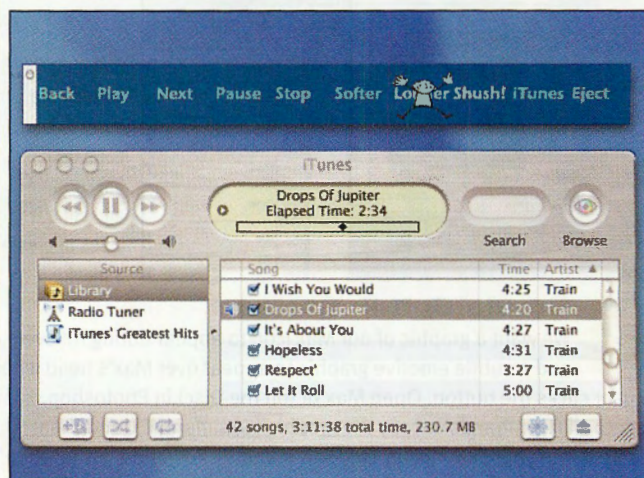 Back Play Next Pause Stop Softer Louder Shush! iTunes Eject
iTunes
Drops Of Jupiter
Elapsed Time: 2:34
Search Browse
Source
Library
Radio Tuner
iTunes' Greatest Hits
Song Time Artist
I Wish You Would 4:25 Train
Drops Of Jupiter 4:20 Train
It's About You 4:27 Train
Hopeless 4:31 Train
Respect' 3:27 Train
Let It Roll 5:00 Train
42 songs, 3:11:38 total time, 230.7 MB